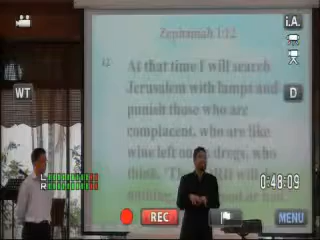 Zephaniah 1:12
i.A.
12 At that time I will search
Jerusalem with lamps and
WT
D
punish those who are
complacent, who are like
wine left on dregs, who
think, 'The LORD will
L
R
0:48:09
REC
MENU